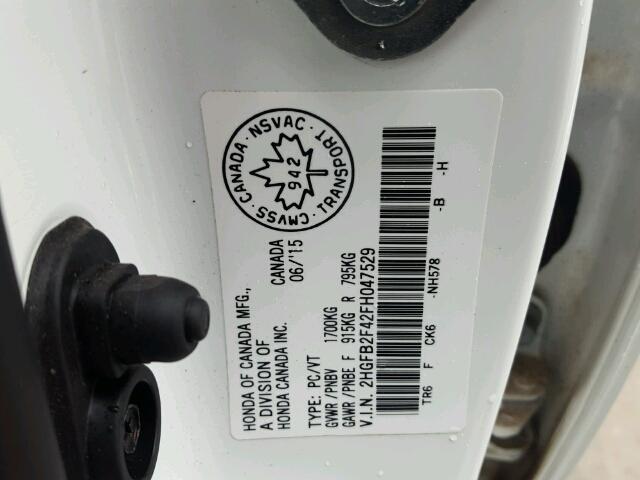 CMVSS · CANADA · NSVAC · TRANSPORT ·
942
HONDA OF CANADA MFG.,
A DIVISION OF
HONDA CANADA INC.
CANADA
06/'15
TYPE: PC/VT
GVWR / PNBV 1700KG
GAWR / PNBE F 915KG R 795KG
V.I.N. 2HGFB2F42FH047529
TR6 F CK6 -NH578 -B -H